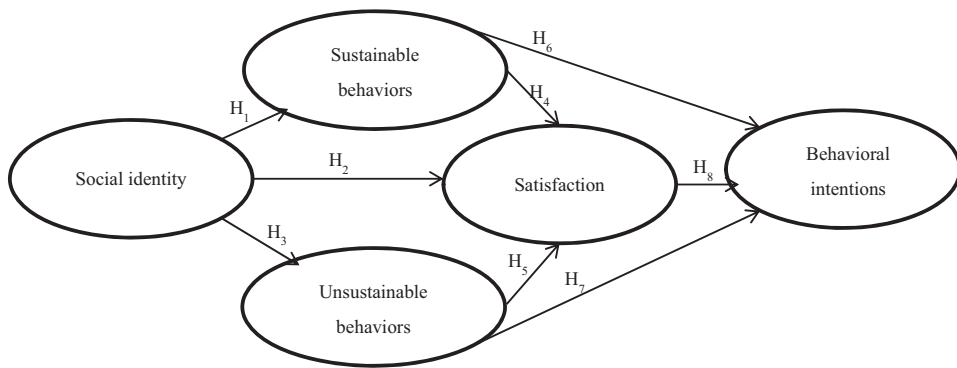 Sustainable
behaviors
H₆
H₄
H₁
Social identity
H₂
Satisfaction
H₈
Behavioral
intentions
H₃
Unsustainable
behaviors
H₅
H₇